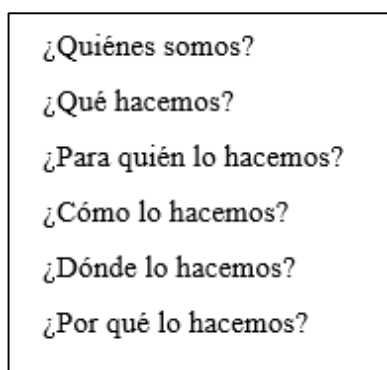 ¿Quiénes somos?
¿Qué hacemos?
¿Para quién lo hacemos?
¿Cómo lo hacemos?
¿Dónde lo hacemos?
¿Por qué lo hacemos?